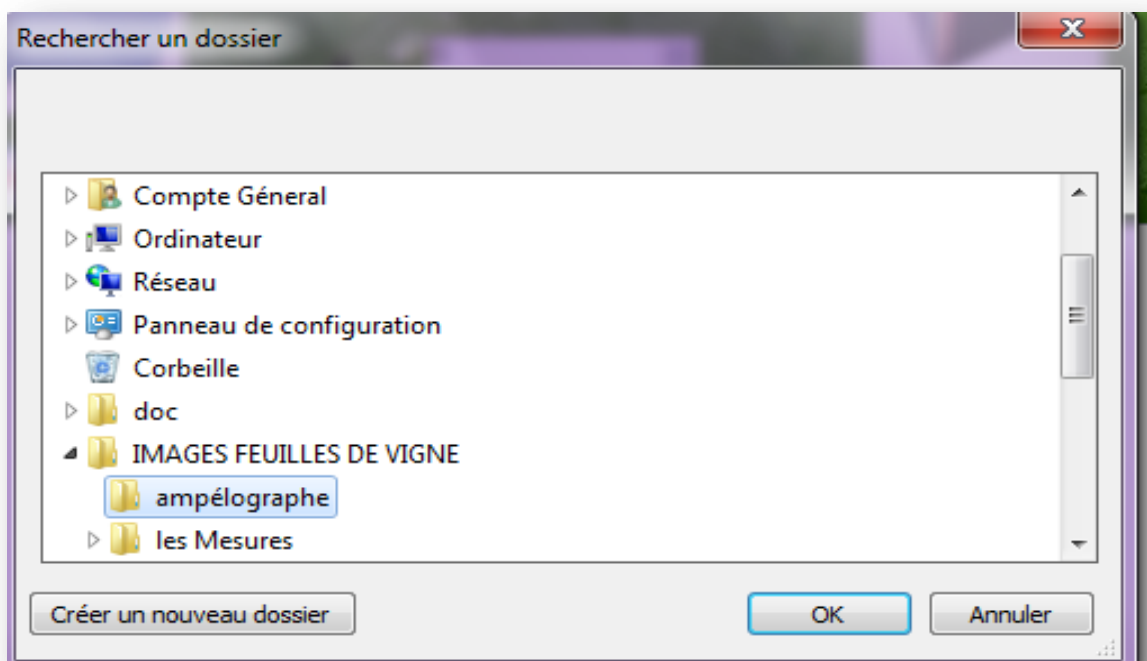 Rechercher un dossier
Compte Géneral
Ordinateur
Réseau
Panneau de configuration
Corbeille
doc
IMAGES FEUILLES DE VIGNE
ampélographe
les Mesures
Créer un nouveau dossier OK Annuler